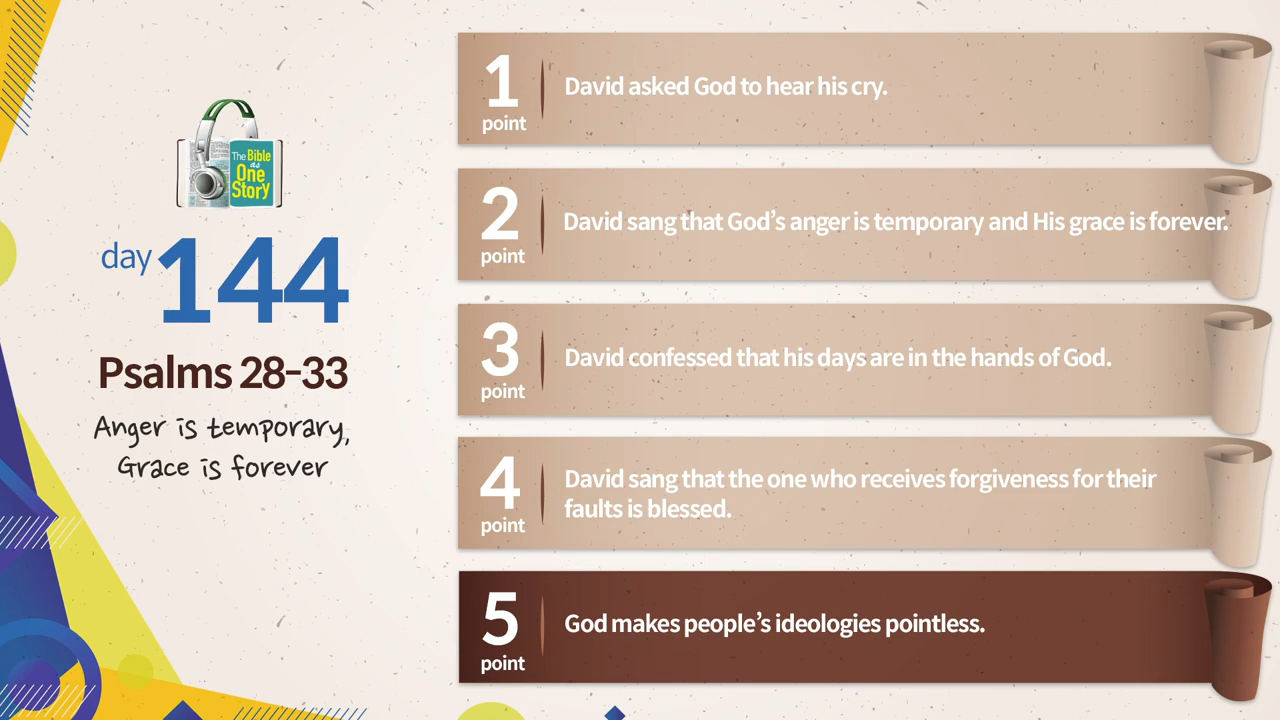 The Bible
as
One
Story
day 144
Psalms 28-33
Anger is temporary,
Grace is forever
1
point
David asked God to hear his cry.
2
point
David sang that God’s anger is temporary and His grace is forever.
3
point
David confessed that his days are in the hands of God.
4
point
David sang that the one who receives forgiveness for their
faults is blessed.
5
point
God makes people’s ideologies pointless.